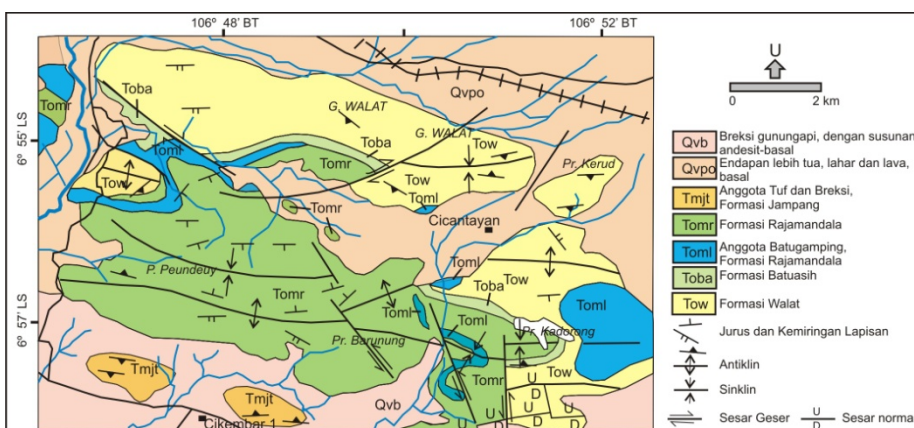 106° 48' BT
106° 52' BT
6° 55' LS
6° 57' LS
Toba
Qvpo
Tomr
G. WALAT
G. WALAT
Toba
Tow
Pr. Kerud
Tomr
Tow
Toml
Tow
Toml
Tomr
Cicantayan
Toml
P. Peundeuy
Toba
Tow
Toml
Tomr
Toml
Toml
Pr. Kadorong
Pr. Barunung
Tmjt
Tomr
Tow
Tmjt
Qvb
Cikembar 1
U
D
U
D
U
D
U
D
D
U
0
2 km
Qvb Breksi gunungapi, dengan susunan
andesit-basal
Qvpo Endapan lebih tua, lahar dan lava,
basal
Tmjt Anggota Tuf dan Breksi,
Formasi Jampang
Tomr Formasi Rajamandala
Toml Anggota Batugamping,
Formasi Rajamandala
Toba Formasi Batuasih
Tow Formasi Walat
Jurus dan Kemiringan Lapisan
Antiklin
Sinklin
Sesar Geser
U
D
Sesar norma